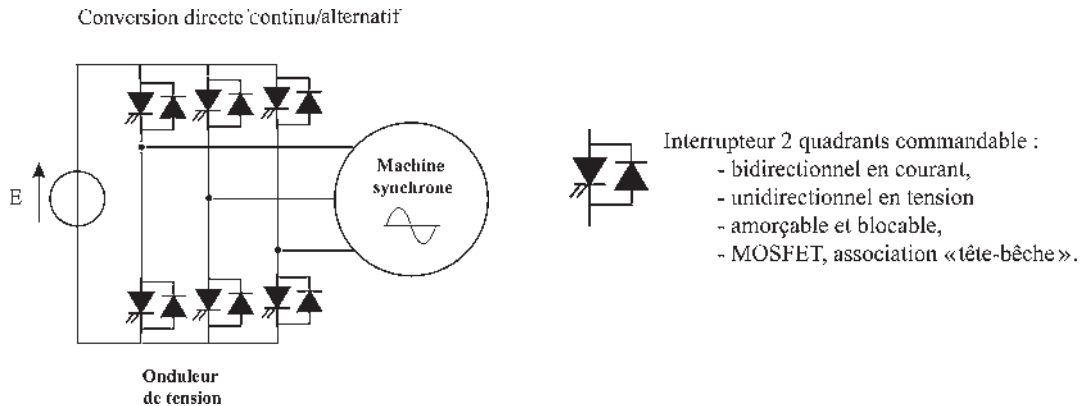 Conversion directe continu/alternatif
E
Machine
synchrone
Onduleur
de tension
Interrupteur 2 quadrants commandable :
- bidirectionnel en courant,
- unidirectionnel en tension
- amorçable et blocable,
- MOSFET, association «tête-bêche».